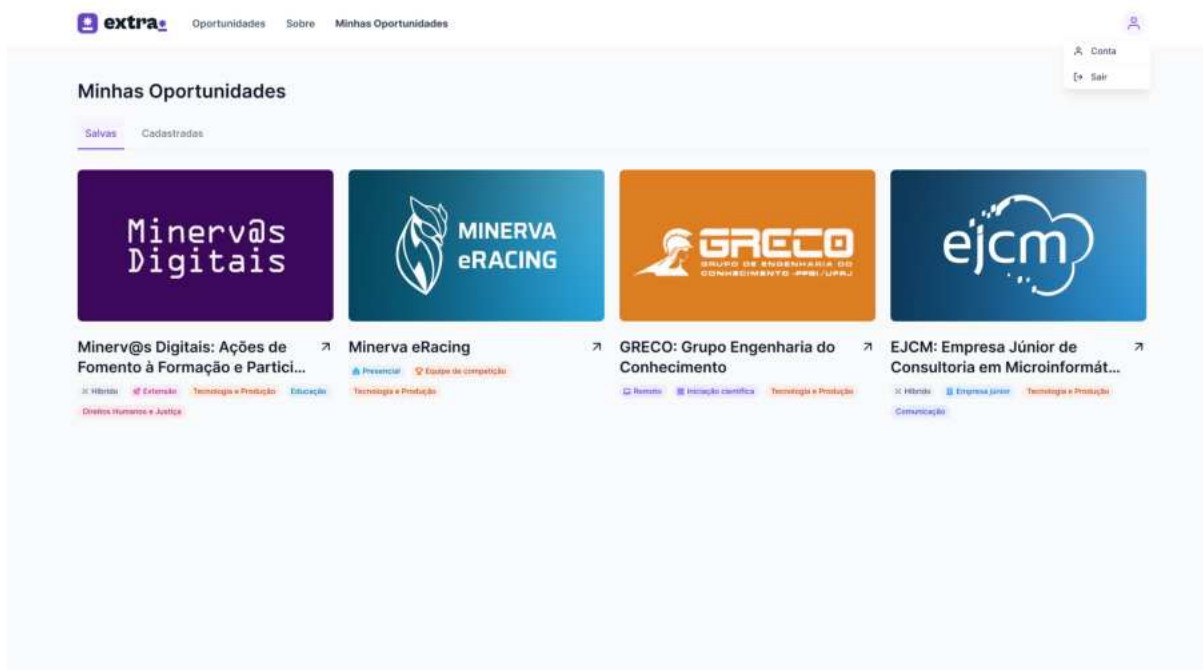 extra.
Oportunidades Sobre Minhas Oportunidades
Conta
Sair
Minhas Oportunidades
Salvas Cadastradas
Minerv@s
Digitais
MINERVA
eRACING
GRECO
GRUPO DE ENGENHARIA DO
CONHECIMENTO -PPGI/UFRJ
ejcm
Minerv@s Digitais: Ações de
Fomento à Formação e Partici...
Híbrido Extensão Tecnologia e Produção Educação
Direitos Humanos e Justiça
Minerva eRacing
Presencial Equipe de competição
Tecnologia e Produção
GRECO: Grupo Engenharia do
Conhecimento
Remoto Iniciação científica Tecnologia e Produção
EJCM: Empresa Júnior de
Consultoria em Microinformát...
Híbrido Empresa júnior Tecnologia e Produção
Comunicação